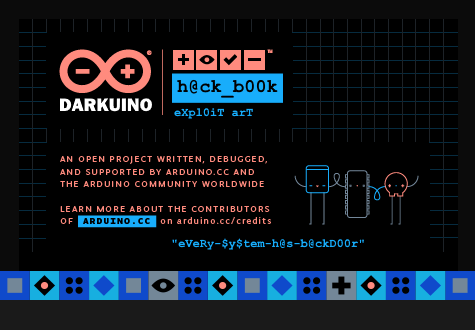 DARKUINO
h@ck_b00k
eXpl0iT arT
AN OPEN PROJECT WRITTEN, DEBUGGED,
AND SUPPORTED BY ARDUINO.CC AND
THE ARDUINO COMMUNITY WORLDWIDE
LEARN MORE ABOUT THE CONTRIBUTORS
OF ARDUINO.CC on arduino.cc/credits
"eVeRy-$y$tem-h@s-b@ckD00r"